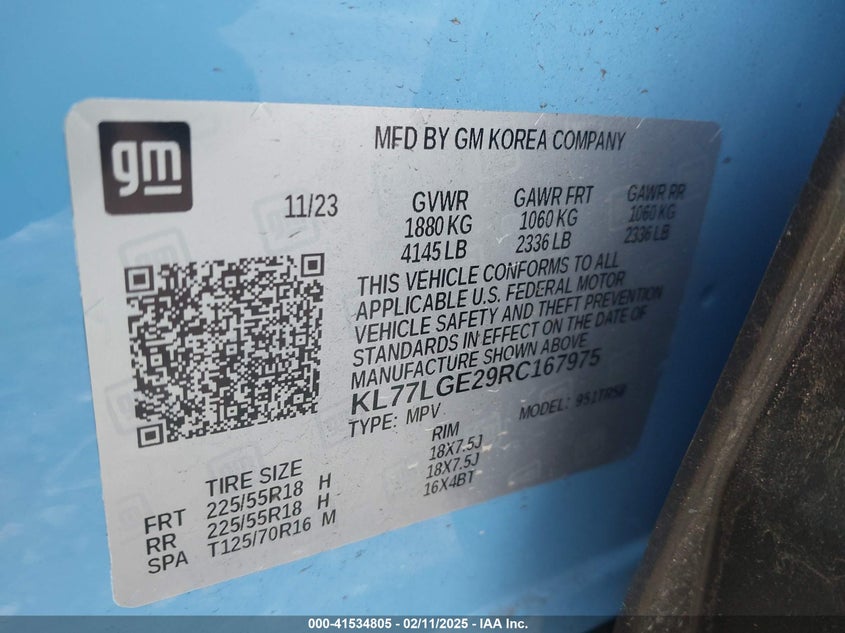 gm
MFD BY GM KOREA COMPANY
11/23
GVWR GAWR FRT GAWR RR
1880 KG 1060 KG 1060 KG
4145 LB 2336 LB 2336 LB
THIS VEHICLE CONFORMS TO ALL
APPLICABLE U.S. FEDERAL MOTOR
VEHICLE SAFETY AND THEFT PREVENTION
STANDARDS IN EFFECT ON THE DATE OF
MANUFACTURE SHOWN ABOVE
KL77LGE29RC167975
TYPE: MPV MODEL: 951TR58
TIRE SIZE RIM
FRT 225/55R18 H 18X7.5J
RR 225/55R18 H 18X7.5J
SPA T125/70R16 M 16X4BT
000-41534805 - 02/11/2025 - IAA Inc.